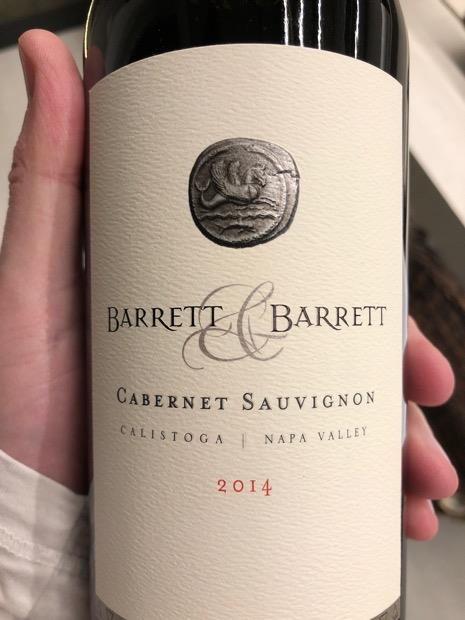 BARRETT & BARRETT
CABERNET SAUVIGNON
CALISTOGA | NAPA VALLEY
2014